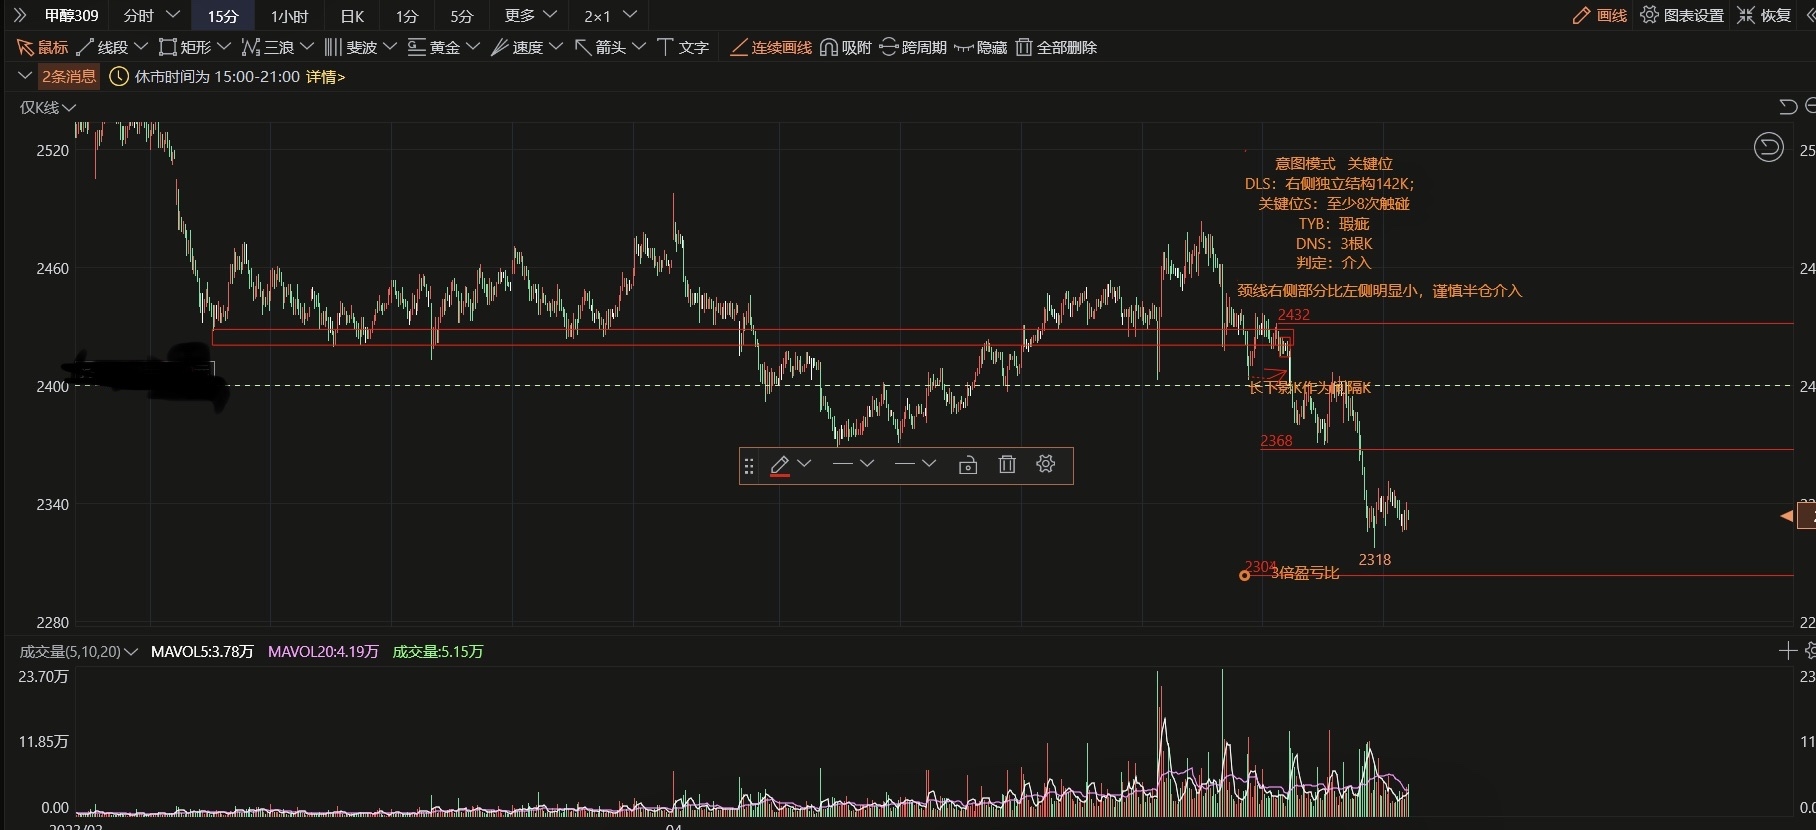 甲醇309 分时 15分 1小时 日K 1分 5分 更多 2×1 画线 图表设置 恢复
鼠标 线段 矩形 三浪 斐波 黄金 速度 箭头 文字 连续画线 吸附 跨周期 隐藏 全部删除
2条消息 休市时间为 15:00-21:00 详情>
仅K线
2520
2460
2400
2340
2280
意图模式 关键位
DLS：右侧独立结构142K；
关键位S：至少8次触碰
TYB：瑕疵
DNS：3根K
判定：介入
颈线右侧部分比左侧明显小，谨慎半仓介入
2432
长下影K作为间隔K
2368
2318
2304 3倍盈亏比
成交量(5,10,20) MAVOL5:3.78万 MAVOL20:4.19万 成交量:5.15万
23.70万
11.85万
0.00
04